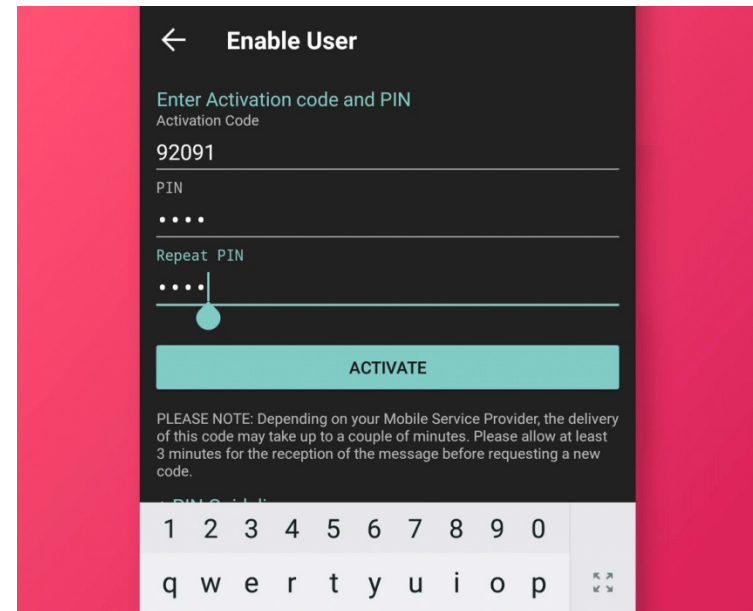 Enable User
Enter Activation code and PIN
Activation Code
92091
PIN
••••
Repeat PIN
••••
ACTIVATE
PLEASE NOTE: Depending on your Mobile Service Provider, the delivery
of this code may take up to a couple of minutes. Please allow at least
3 minutes for the reception of the message before requesting a new
code.
1 2 3 4 5 6 7 8 9 0
q w e r t y u i o p